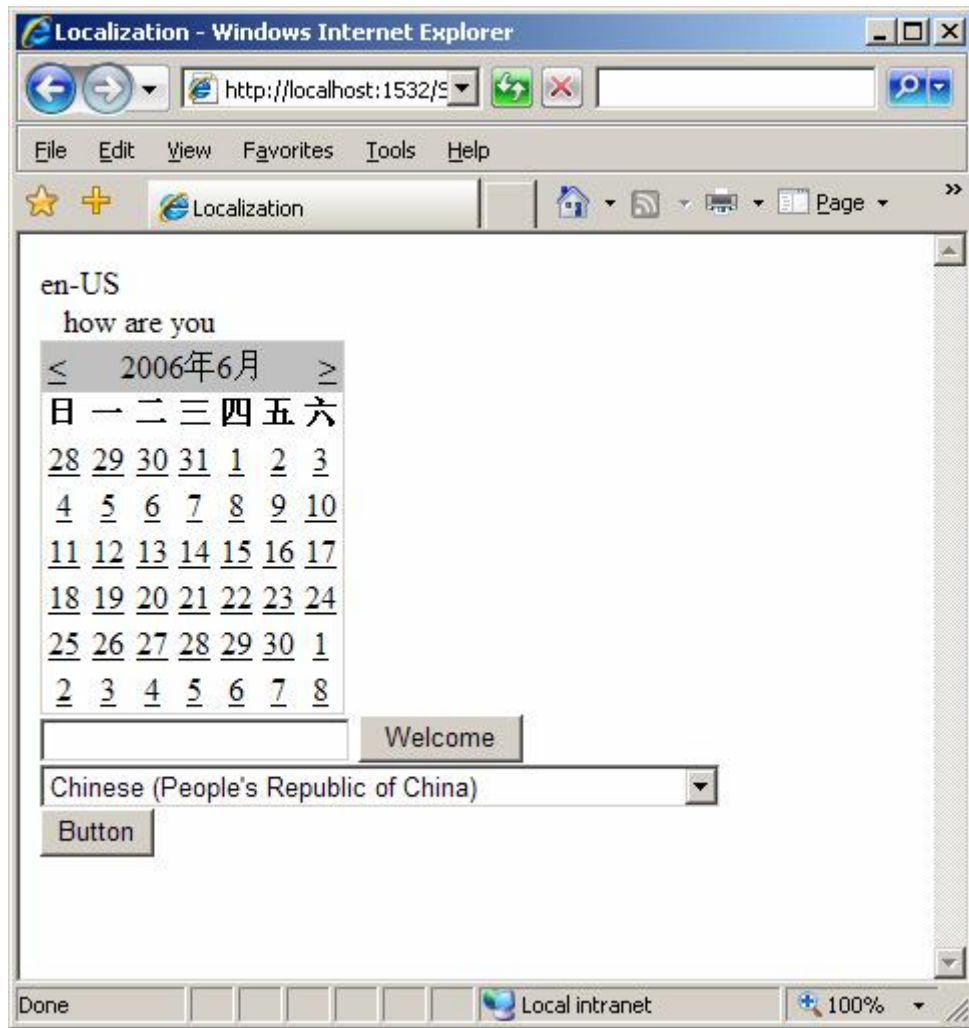 Localization - Windows Internet Explorer
http://localhost:1532/S
File Edit View Favorites Tools Help
Localization Page »
en-US
how are you
< 2006年6月 >
日 一 二 三 四 五 六
28 29 30 31 1 2 3
4 5 6 7 8 9 10
11 12 13 14 15 16 17
18 19 20 21 22 23 24
25 26 27 28 29 30 1
2 3 4 5 6 7 8
Welcome
Chinese (People's Republic of China)
Button
Done Local intranet 100%